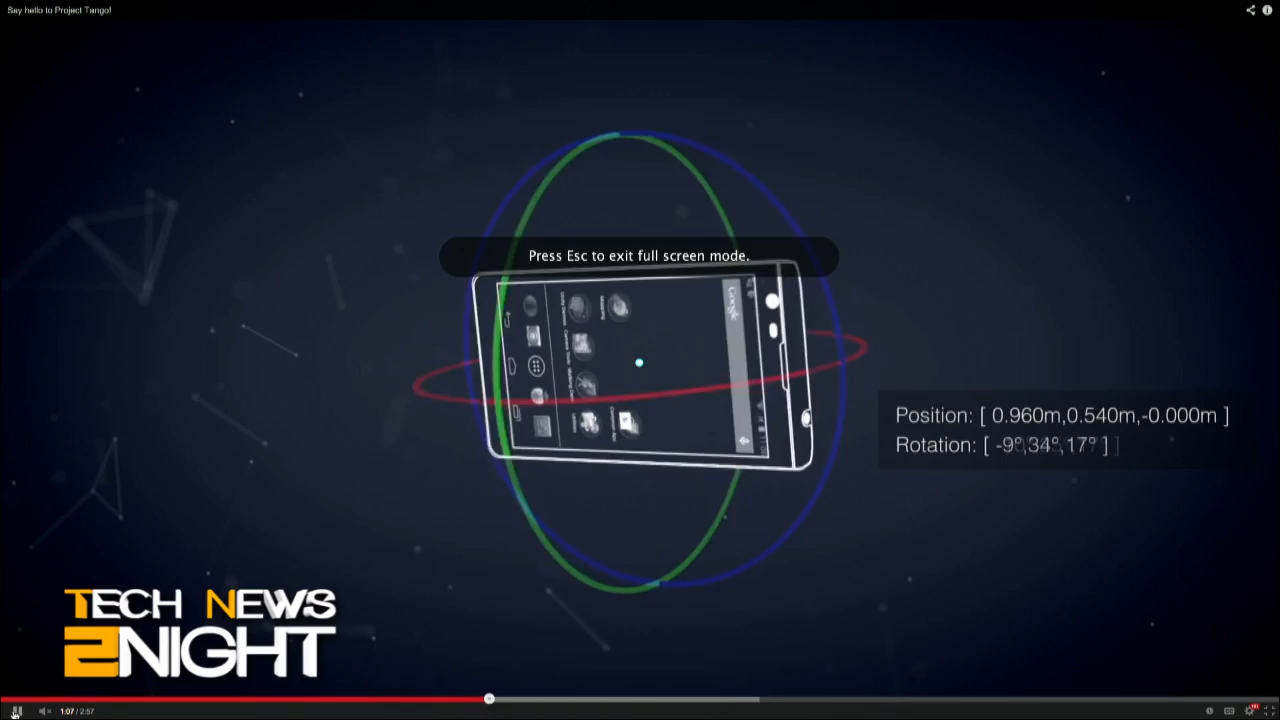 Say hello to Project Tango!
Press Esc to exit full screen mode.
Google
Position: [ 0.960m,0.540m,-0.000m ]
Rotation: [ -9°,34°,17° ]
TECH NEWS
2NIGHT
1:07 / 2:57